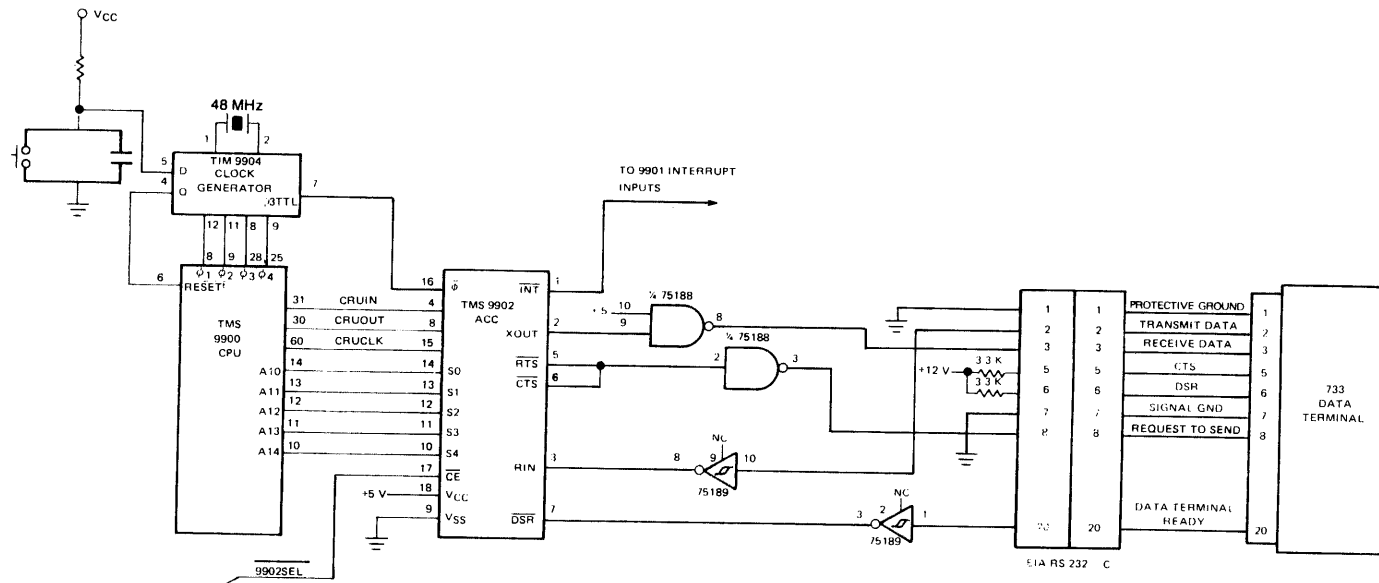 VCC
48 MHz
1 2
TIM 9904
CLOCK
GENERATOR
5 D
4 Q
φ3TTL 7
12 11 8 9
8 9 28 25
φ1 φ2 φ3 φ4
6 RESET
TMS
9900
CPU
31 CRUIN 4
30 CRUOUT 8
60 CRUCLK 15
A10 14 14 S0
A11 13 13 S1
A12 12 12 S2
A13 11 11 S3
A14 10 10 S4
17 CE
+5 V 18 VCC
9 VSS
9902SEL
16 φ
TMS 9902
ACC
INT 1
XOUT 2
RTS 5
CTS 6
RIN 3
DSR 7
TO 9901 INTERRUPT
INPUTS
¼ 75188
+5 10
9 8
¼ 75188
2 3
NC
8 9 10
75189
NC
3 2 1
75189
+12 V
3 3 K
3 3 K
1 1 PROTECTIVE GROUND 1
2 2 TRANSMIT DATA 2
3 3 RECEIVE DATA 3
5 5 CTS 5
6 6 DSR 6
7 7 SIGNAL GND 7
8 8 REQUEST TO SEND 8
20 20 DATA TERMINAL
READY 20
EIA RS 232 C
733
DATA
TERMINAL